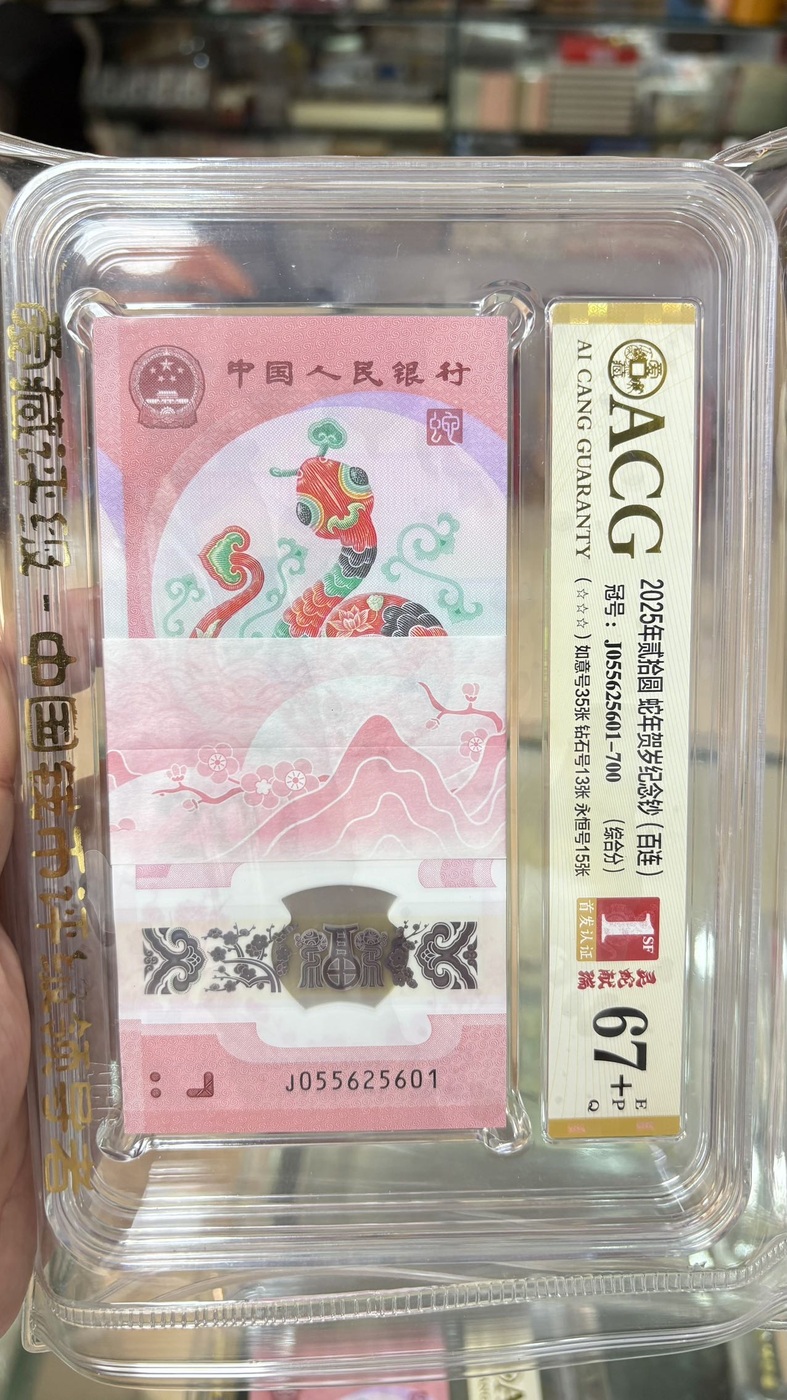 中国人民银行
蛇
J055625601
ACG
AI CANG GUARANTY
2025年贰拾圆 蛇年贺岁纪念钞（百连）
冠号：J055625601-700 （综合分）
（☆☆☆）如意号35张 钻石号13张 永恒号15张
1SF
首发认证
灵蛇献瑞
67+
E
P
Q
爱藏评级-中国钱币评级领导者